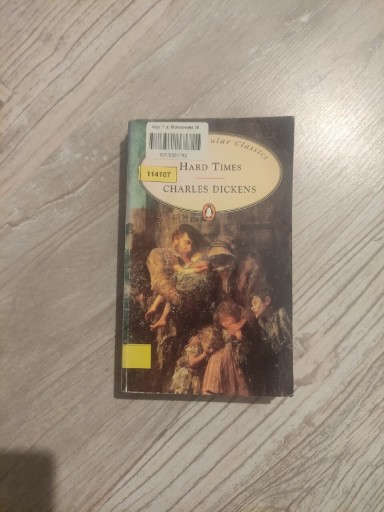 ular Classics
HARD TIMES
CHARLES DICKENS
114107